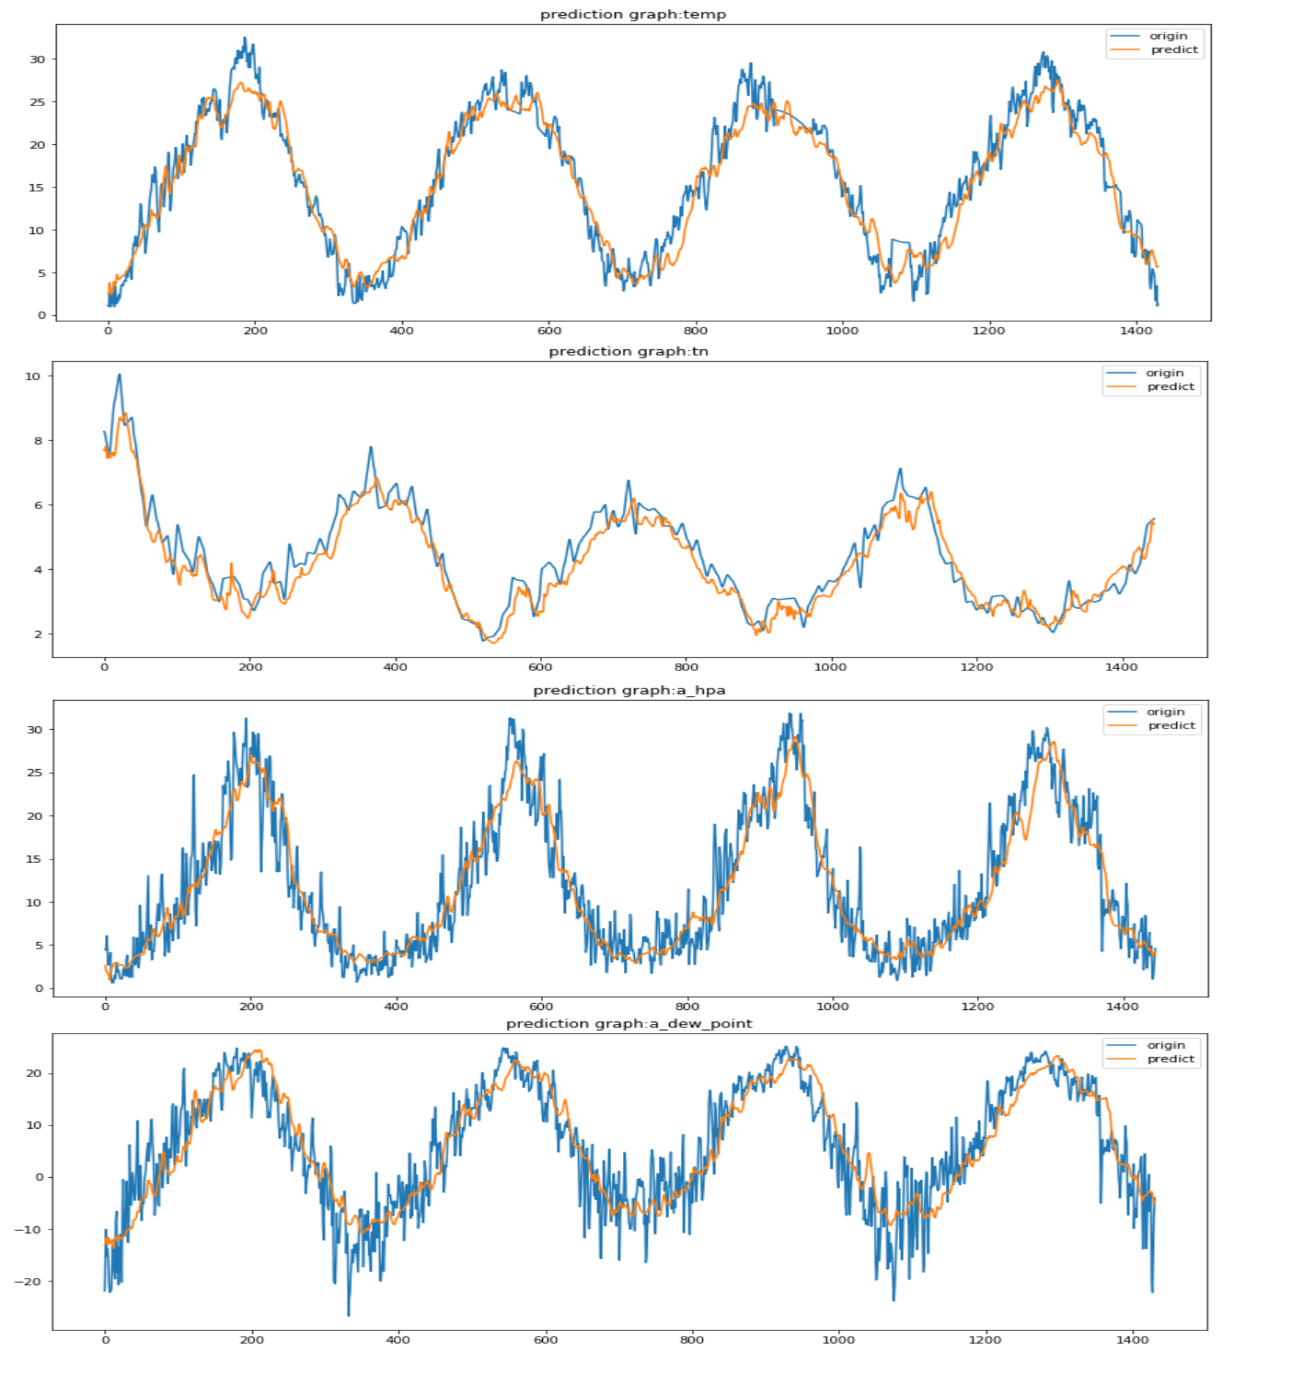 prediction graph:temp
origin
predict
30
25
20
15
10
5
0
0 200 400 600 800 1000 1200 1400
prediction graph:tn
origin
predict
10
8
6
4
2
0 200 400 600 800 1000 1200 1400
prediction graph:a_hpa
origin
predict
30
25
20
15
10
5
0
0 200 400 600 800 1000 1200 1400
prediction graph:a_dew_point
origin
predict
20
10
0
−10
−20
0 200 400 600 800 1000 1200 1400